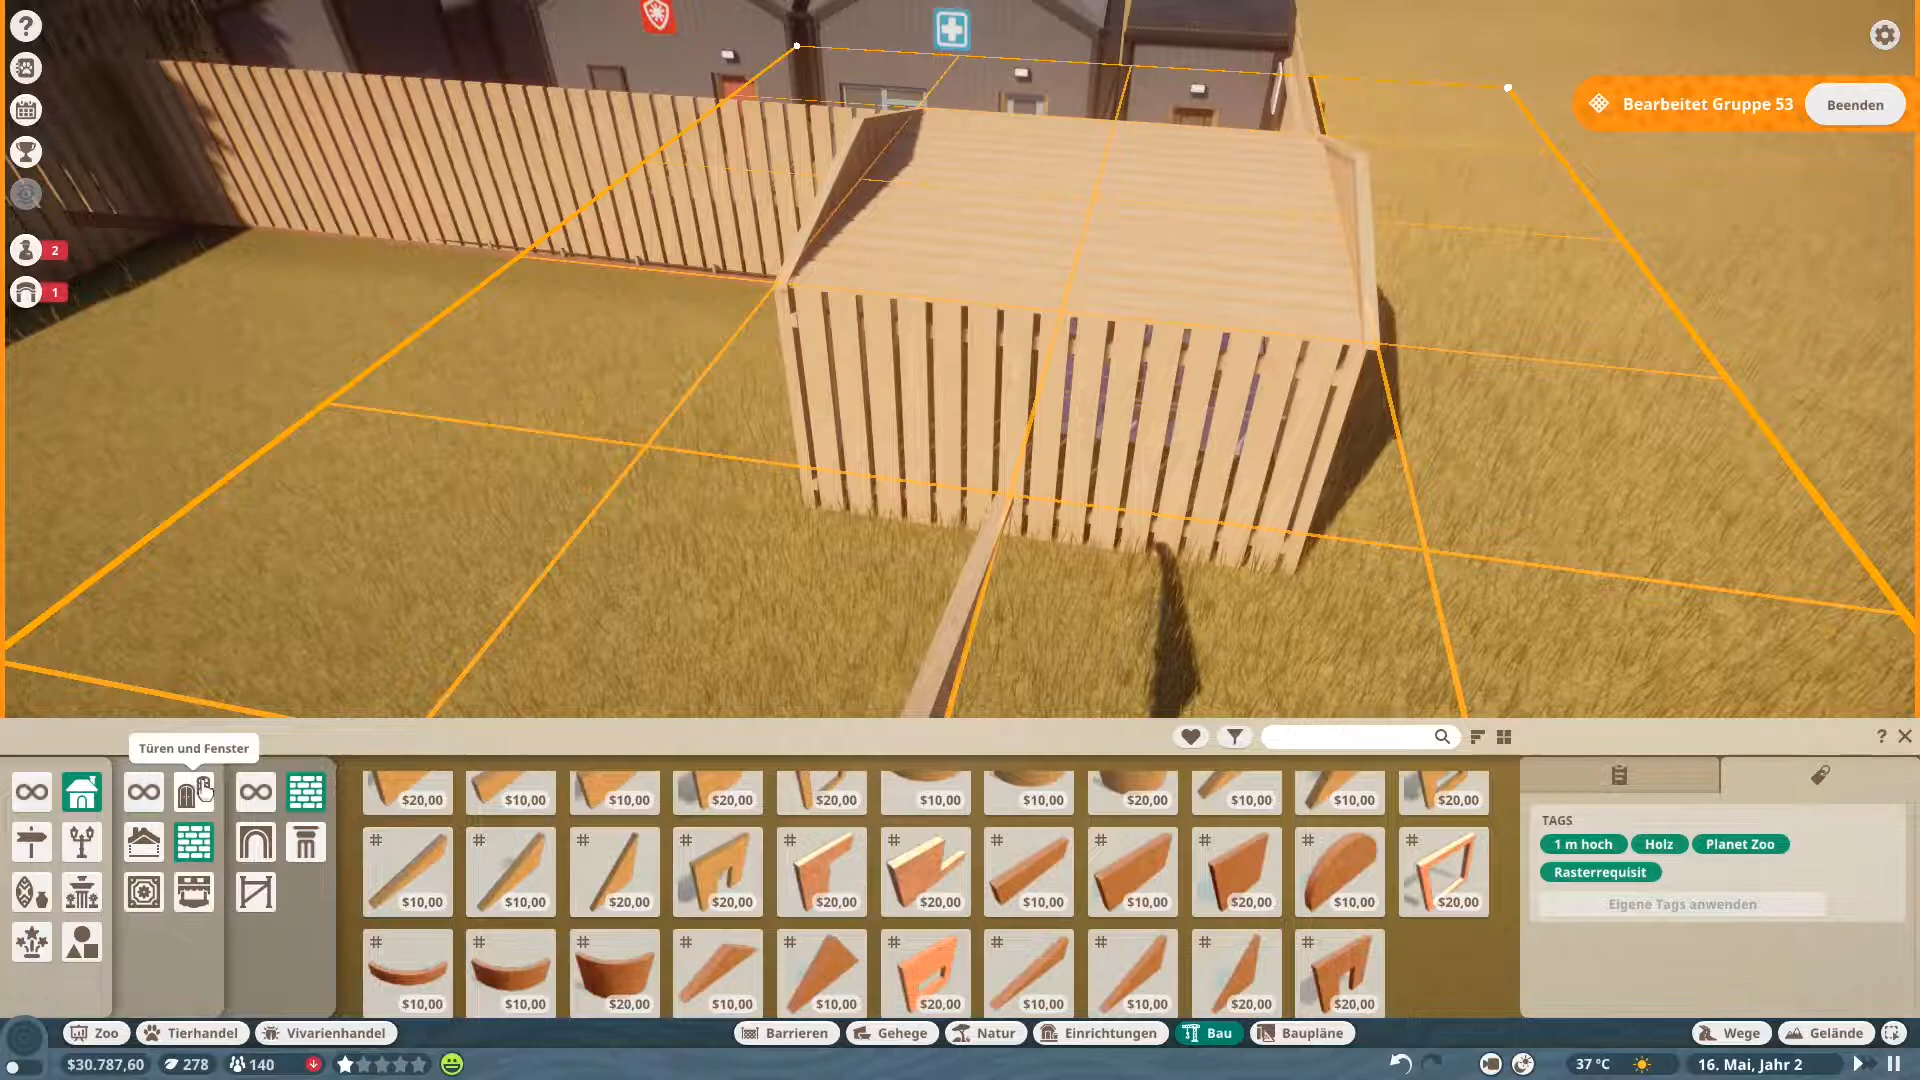 ?
Bearbeitet Gruppe 53
Beenden
2
1
Türen und Fenster
? ×
$20,00 $10,00 $10,00 $20,00 $20,00 $10,00 $10,00 $20,00 $10,00 $10,00 $20,00
# # # # # # # # # # #
$10,00 $10,00 $20,00 $20,00 $20,00 $20,00 $10,00 $10,00 $20,00 $10,00 $20,00
# # # # # # # # # #
$10,00 $10,00 $20,00 $10,00 $10,00 $20,00 $10,00 $10,00 $20,00 $20,00
TAGS
1 m hoch Holz Planet Zoo
Rasterrequisit
Eigene Tags anwenden
Zoo Tierhandel Vivarienhandel Barrieren Gehege Natur Einrichtungen Bau Baupläne Wege Gelände
$30.787,60 278 140 37 °C 16. Mai, Jahr 2